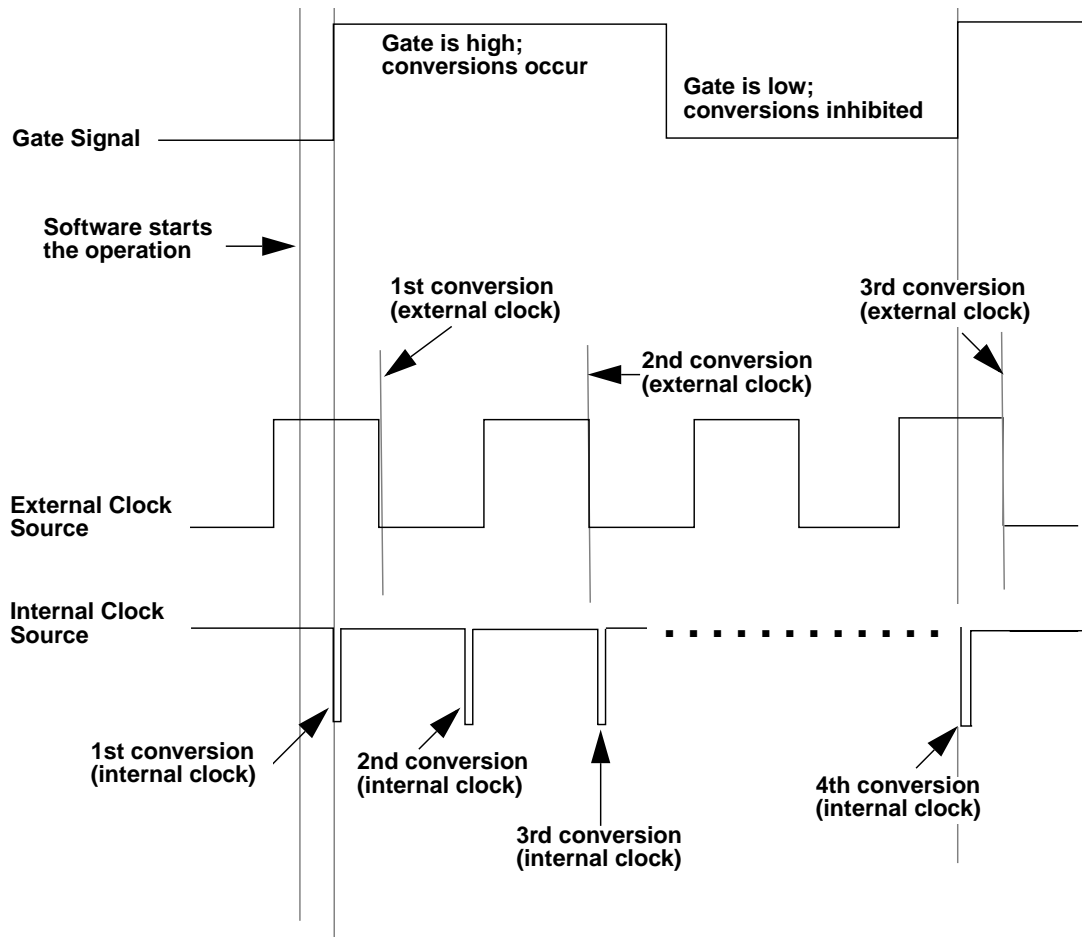 Gate is high;
conversions occur
Gate is low;
conversions inhibited
Gate Signal
Software starts
the operation
1st conversion
(external clock)
3rd conversion
(external clock)
2nd conversion
(external clock)
External Clock
Source
Internal Clock
Source
1st conversion
(internal clock)
2nd conversion
(internal clock)
4th conversion
(internal clock)
3rd conversion
(internal clock)